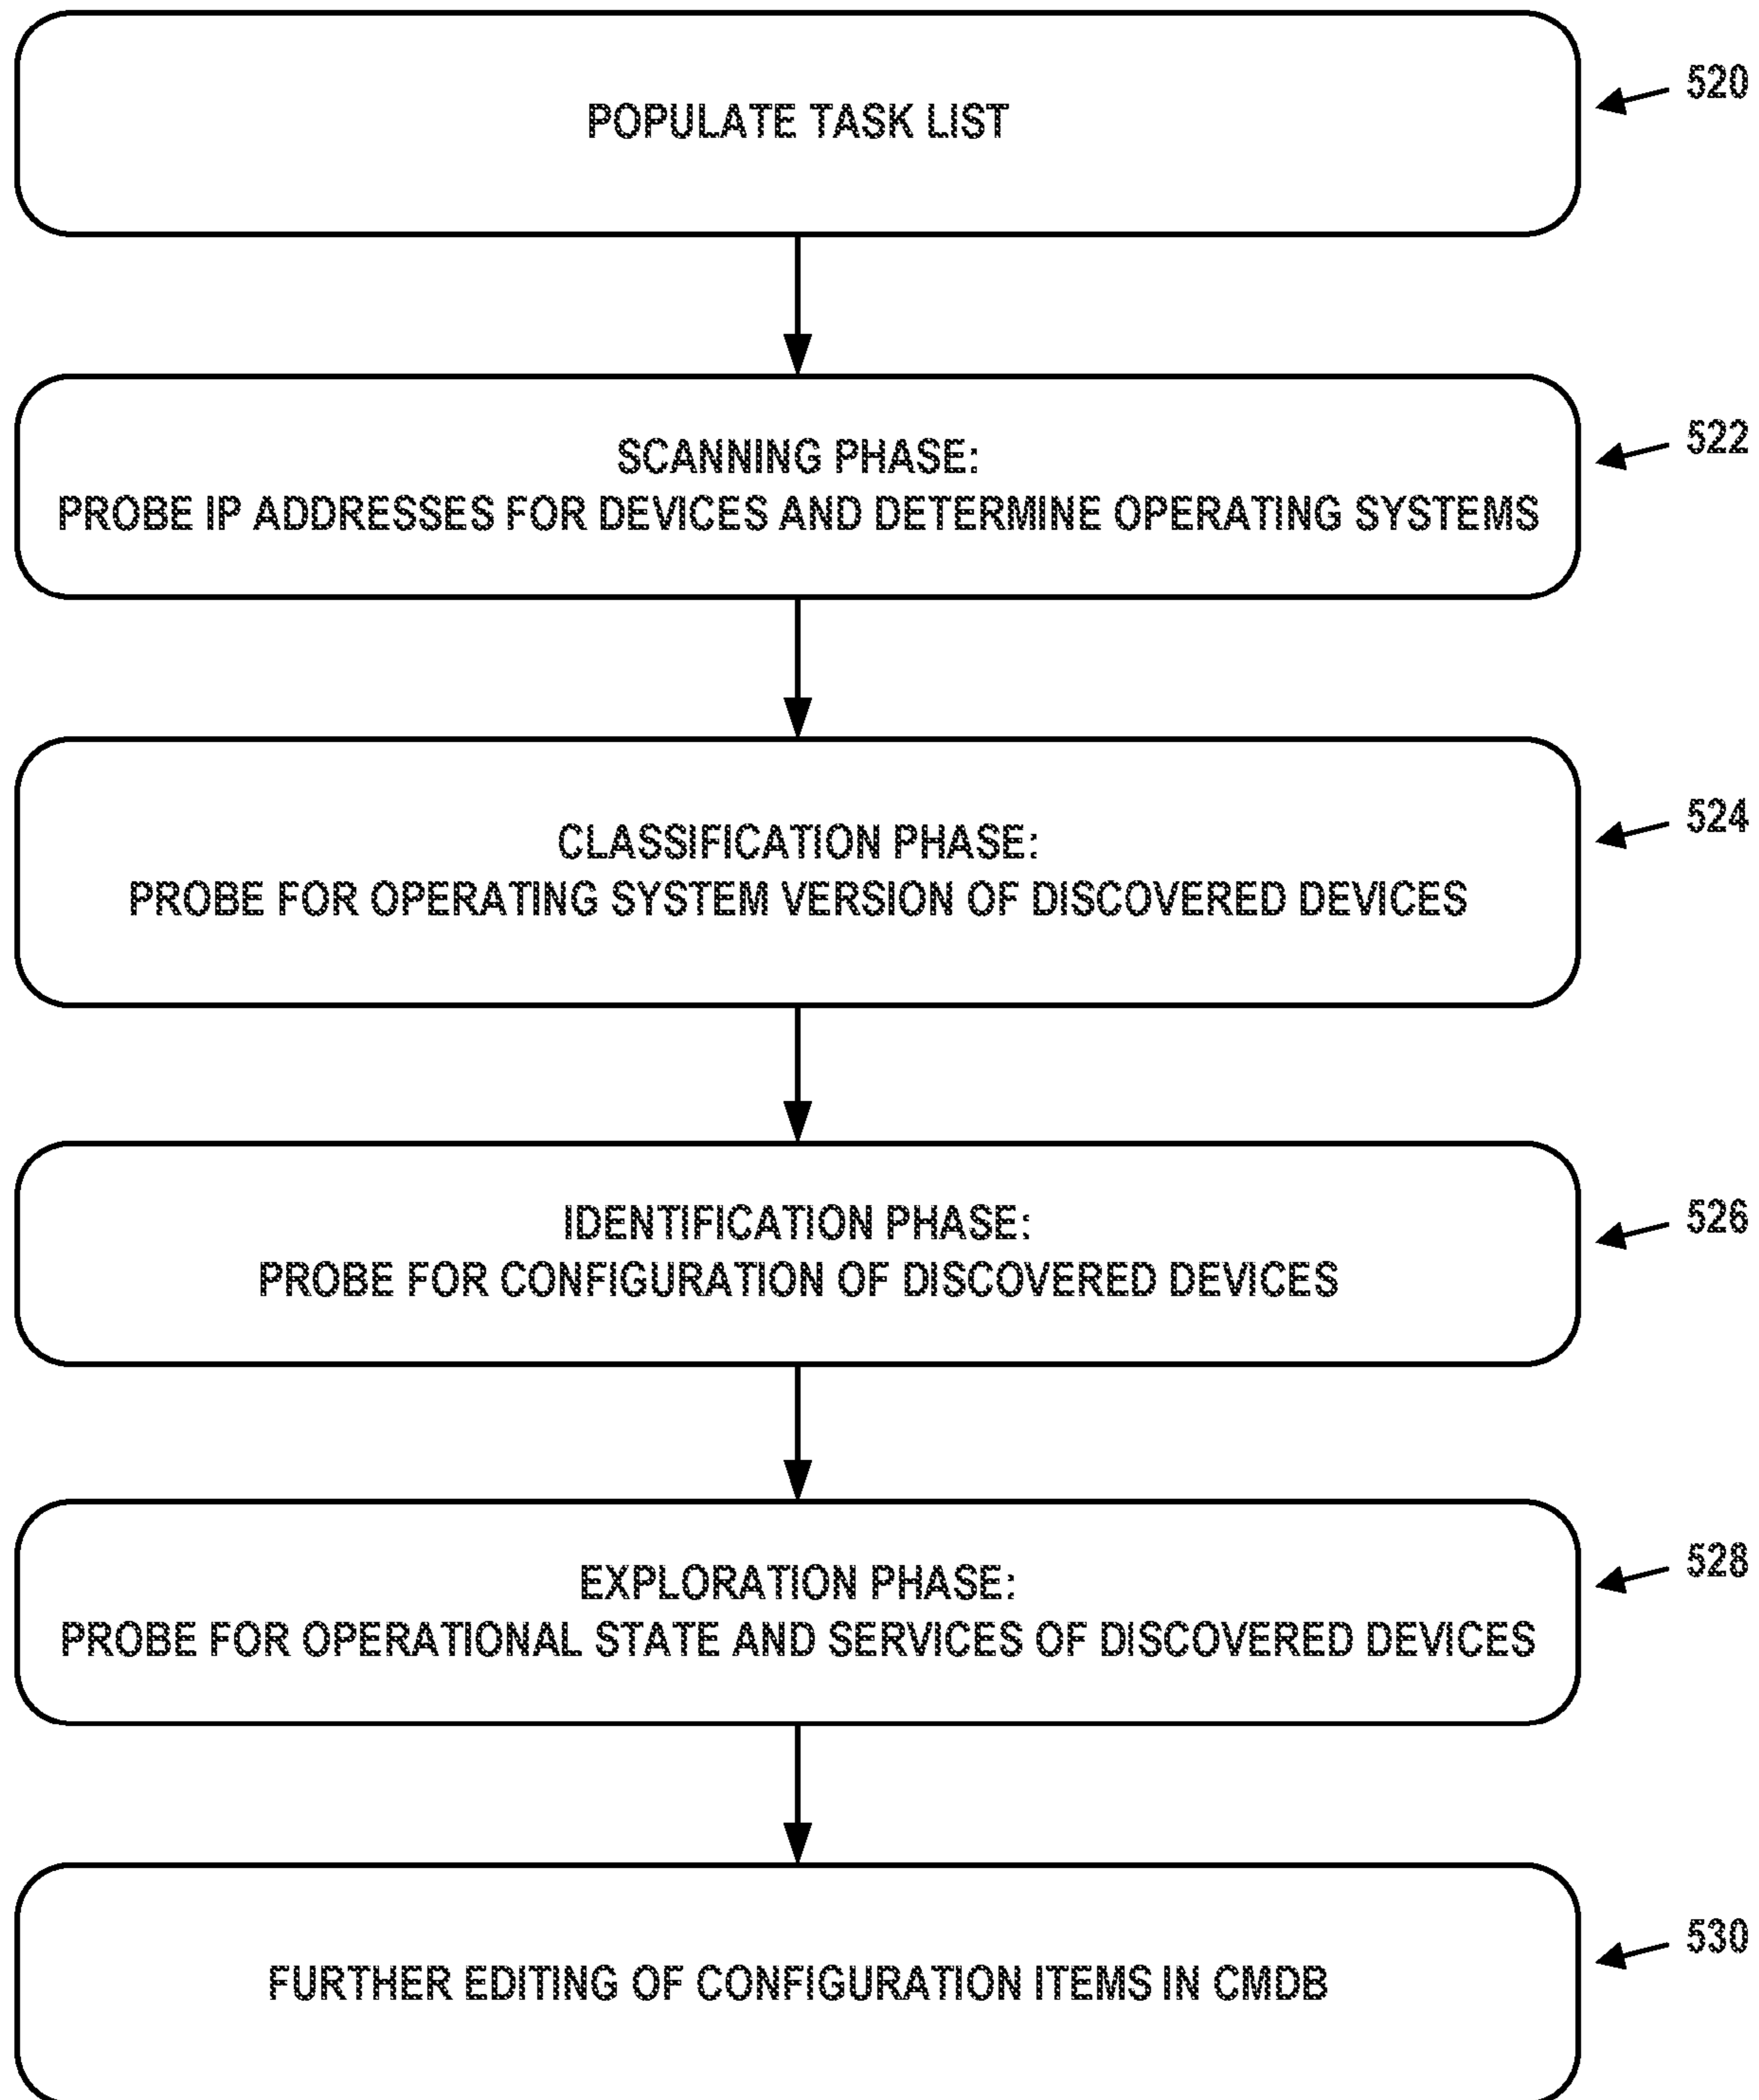 POPULATE TASK LIST
520
SCANNING PHASE:
PROBE IP ADDRESSES FOR DEVICES AND DETERMINE OPERATING SYSTEMS
522
CLASSIFICATION PHASE:
PROBE FOR OPERATING SYSTEM VERSION OF DISCOVERED DEVICES
524
IDENTIFICATION PHASE:
PROBE FOR CONFIGURATION OF DISCOVERED DEVICES
526
EXPLORATION PHASE:
PROBE FOR OPERATIONAL STATE AND SERVICES OF DISCOVERED DEVICES
528
FURTHER EDITING OF CONFIGURATION ITEMS IN CMDB
530